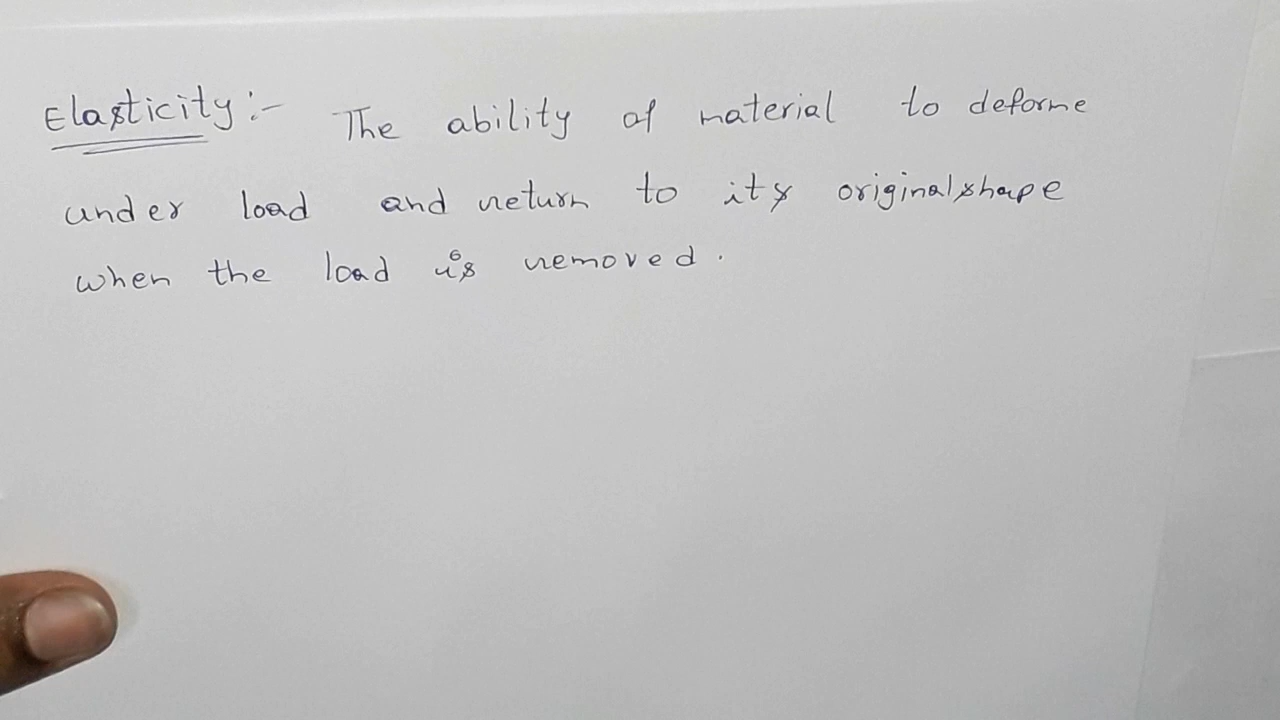 Elasticity:- The ability of material to deforme
under load and return to its original shape
when the load is removed.